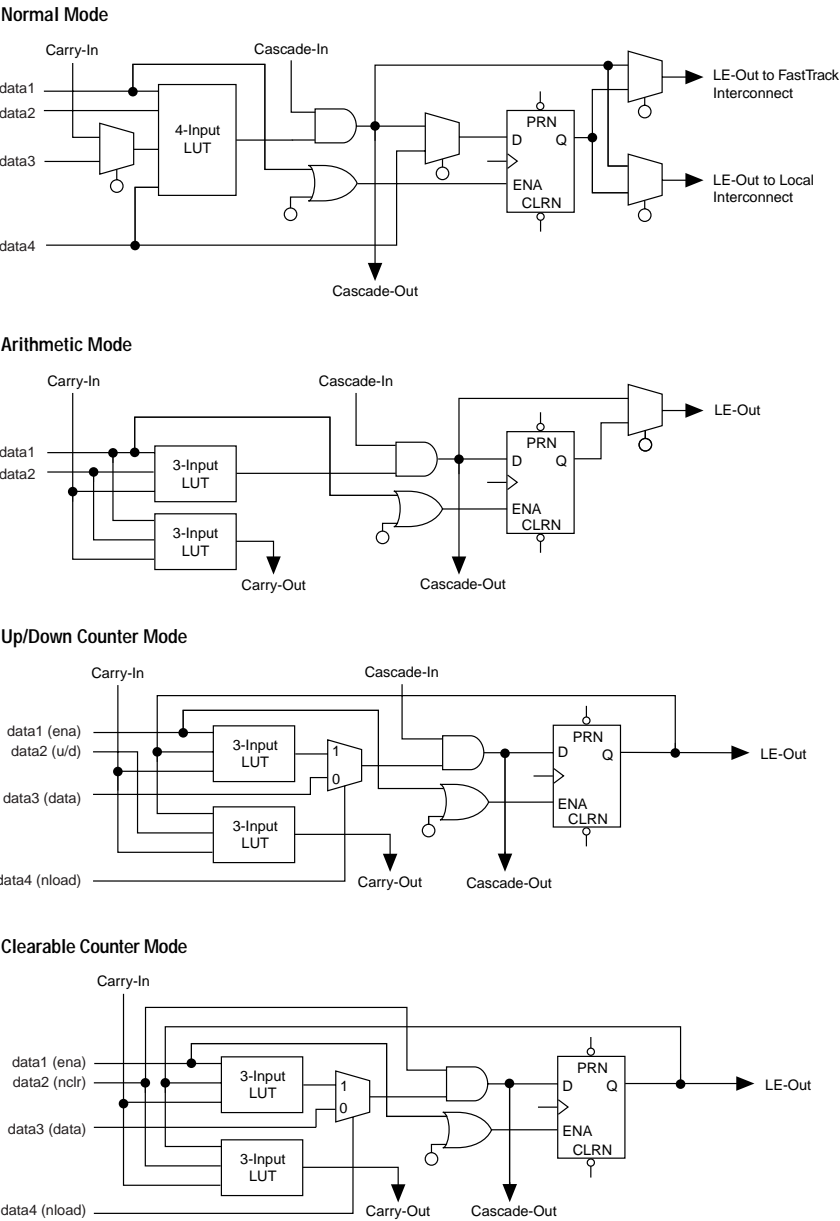 Normal Mode
Carry-In
Cascade-In
data1
data2
data3
data4
4-Input
LUT
PRN
D
Q
ENA
CLRN
LE-Out to FastTrack
Interconnect
LE-Out to Local
Interconnect
Cascade-Out
Arithmetic Mode
Carry-In
Cascade-In
data1
data2
3-Input
LUT
3-Input
LUT
PRN
D
Q
ENA
CLRN
LE-Out
Carry-Out
Cascade-Out
Up/Down Counter Mode
Carry-In
Cascade-In
data1 (ena)
data2 (u/d)
data3 (data)
data4 (nload)
3-Input
LUT
1
0
3-Input
LUT
PRN
D
Q
ENA
CLRN
LE-Out
Carry-Out
Cascade-Out
Clearable Counter Mode
Carry-In
data1 (ena)
data2 (nclr)
data3 (data)
data4 (nload)
3-Input
LUT
1
0
3-Input
LUT
PRN
D
Q
ENA
CLRN
LE-Out
Carry-Out
Cascade-Out